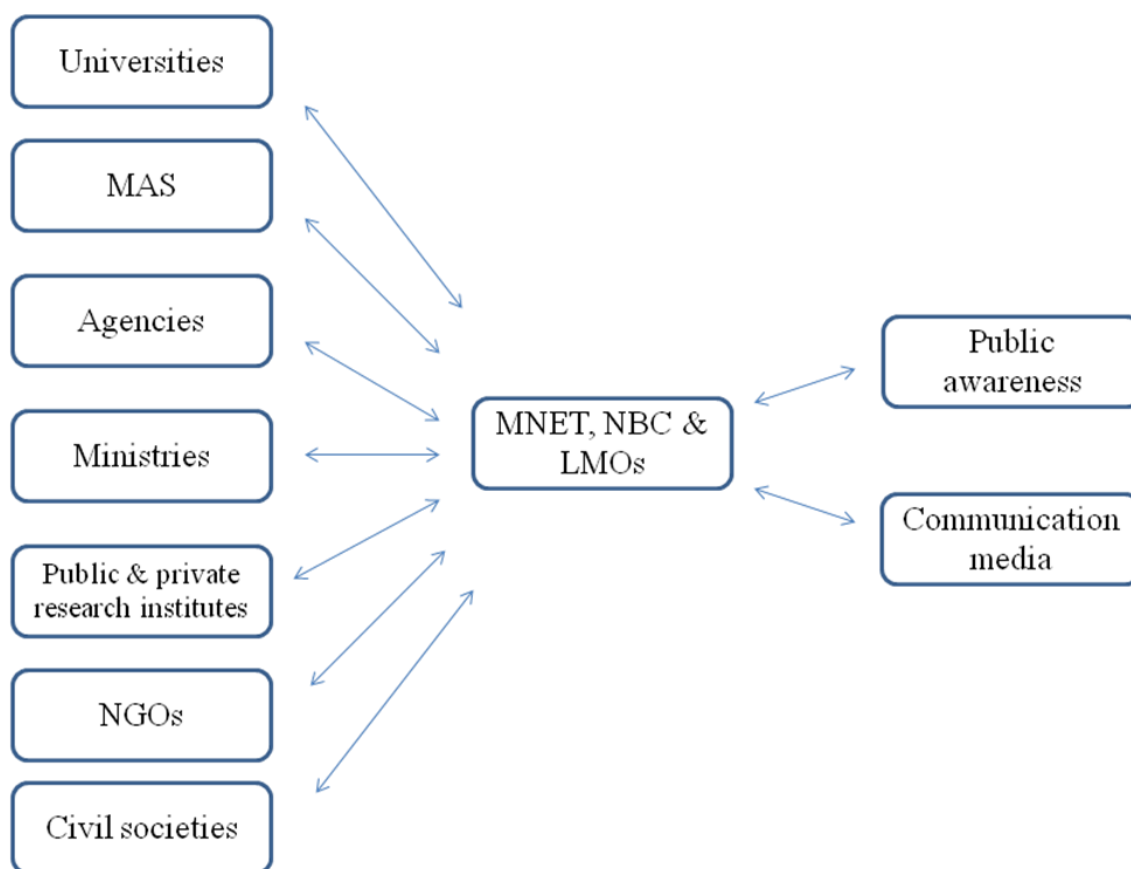 Universities
MAS
Agencies
Ministries
Public & private
research institutes
NGOs
Civil societies
MNET, NBC &
LMOs
Public
awareness
Communication
media